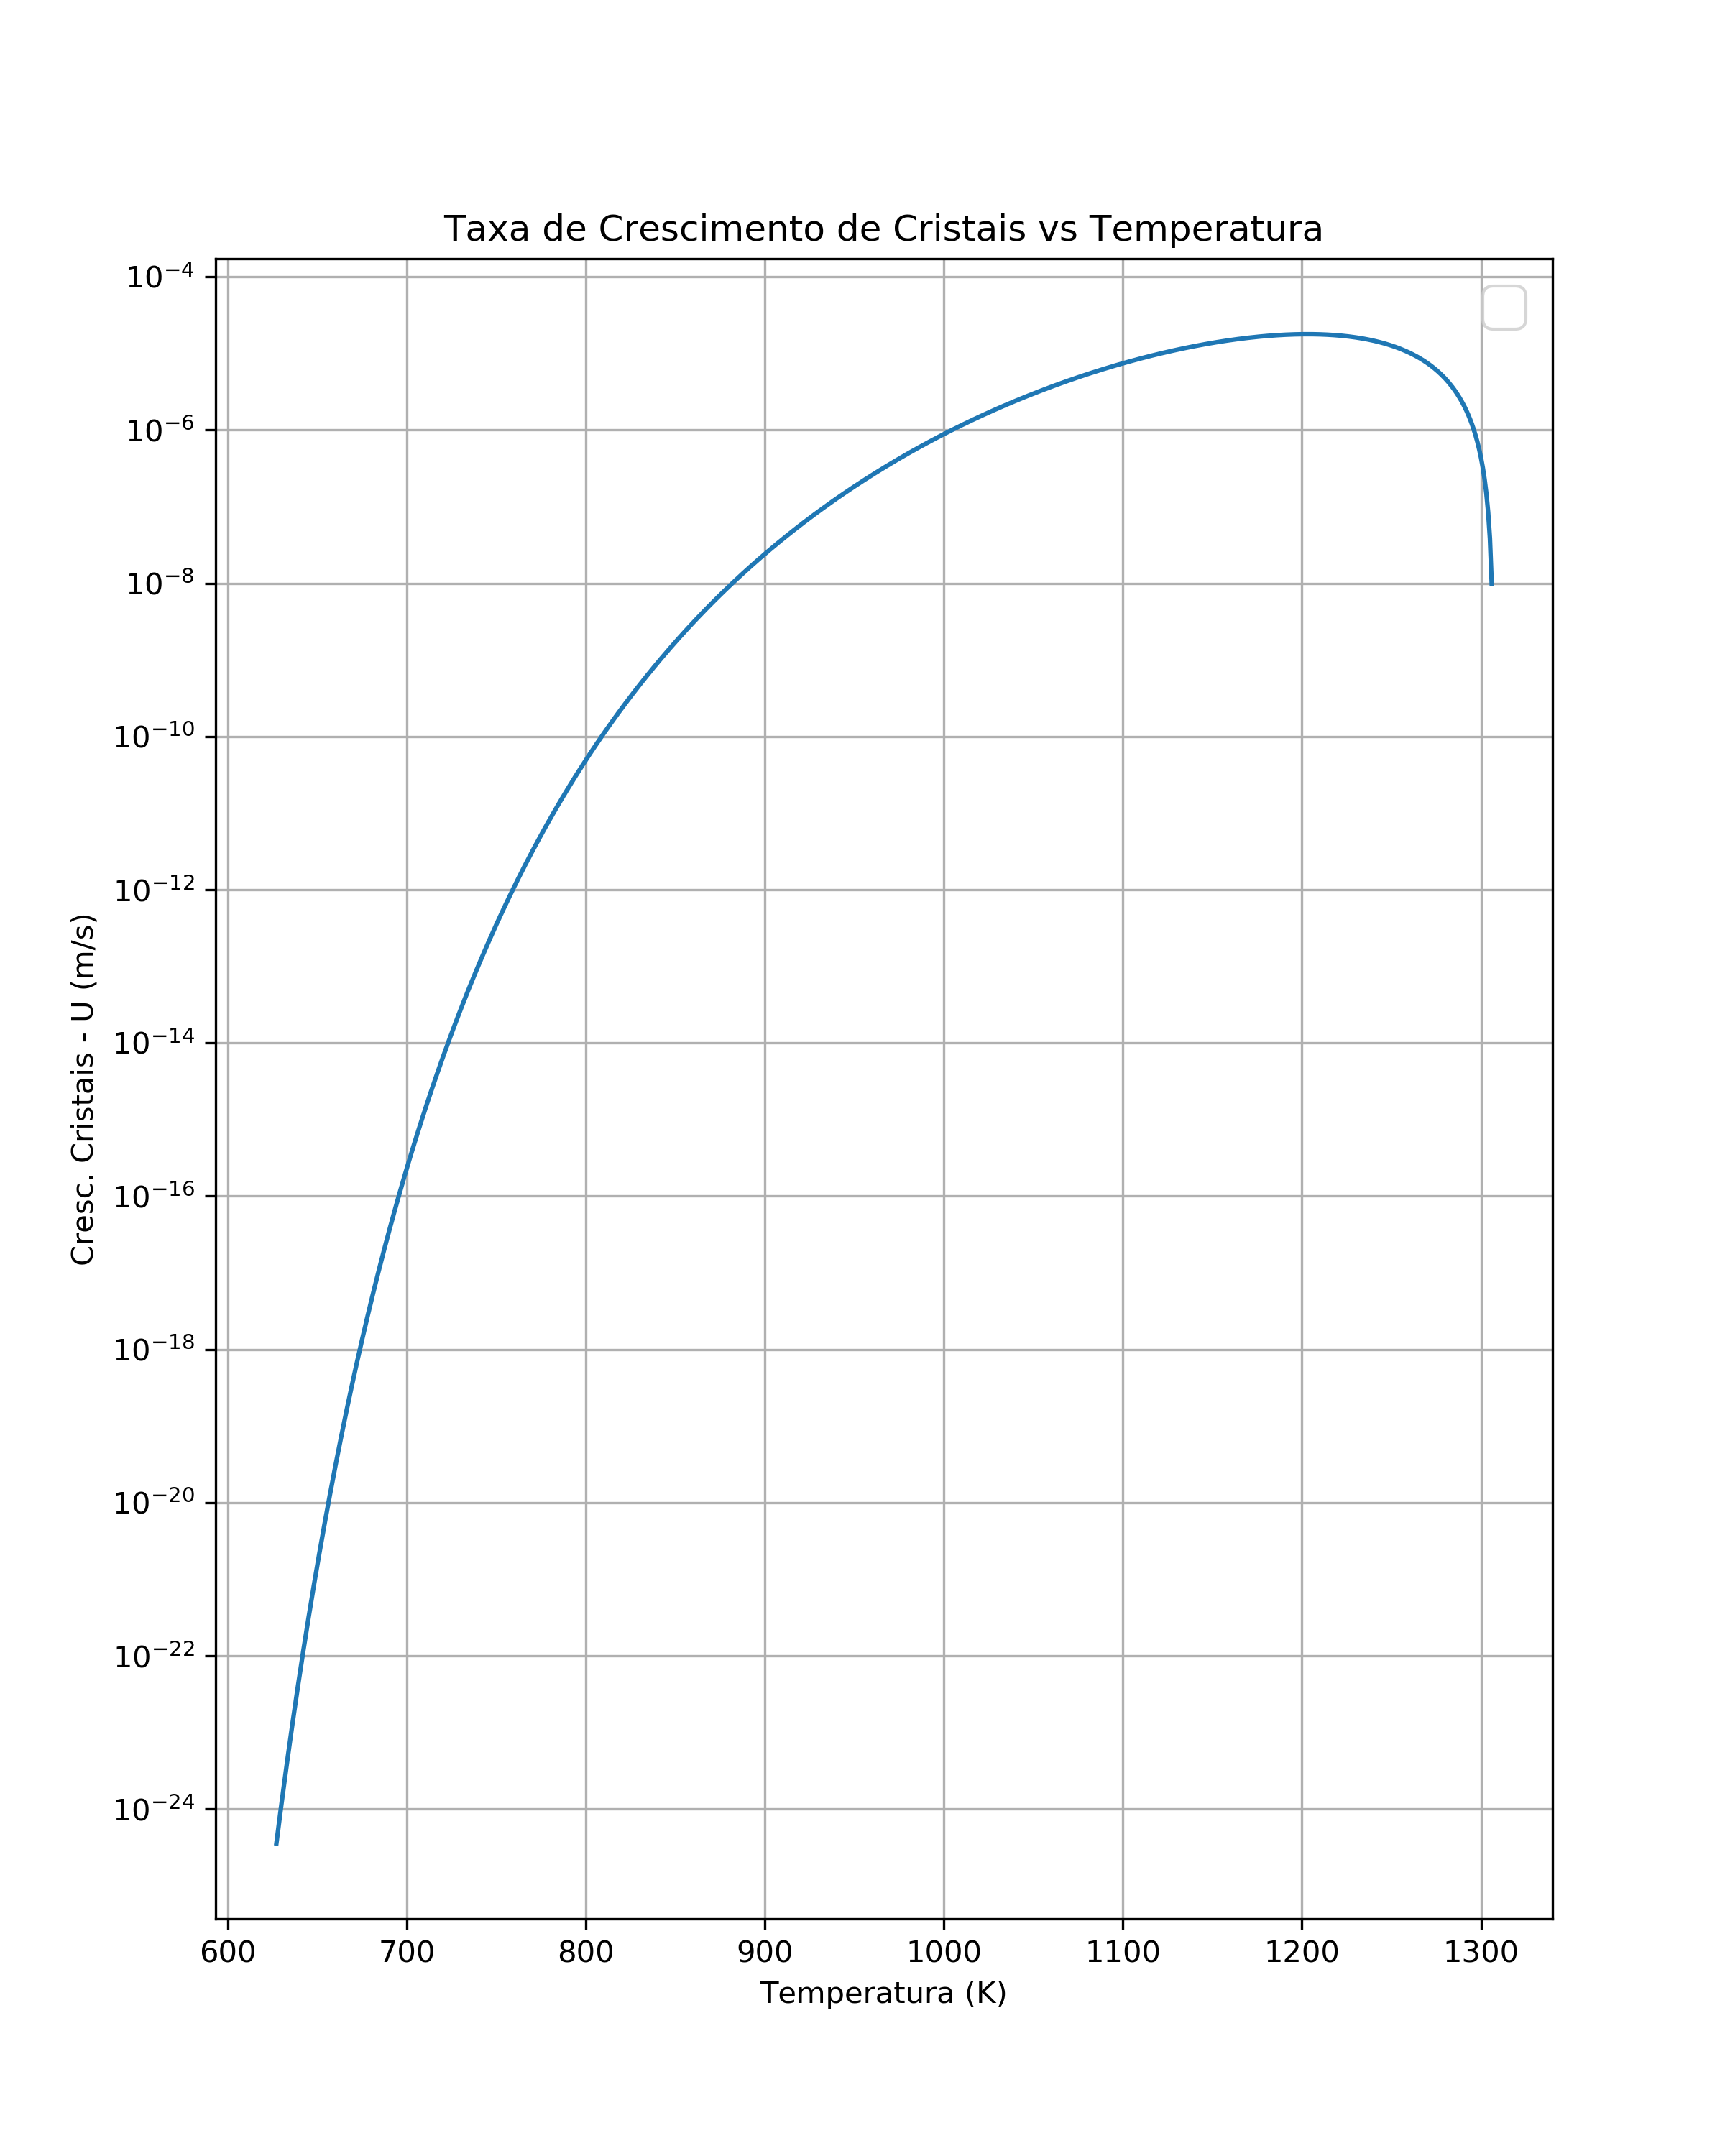 Taxa de Crescimento de Cristais vs Temperatura
Cresc. Cristais - U (m/s)
10⁻⁴
10⁻⁶
10⁻⁸
10⁻¹⁰
10⁻¹²
10⁻¹⁴
10⁻¹⁶
10⁻¹⁸
10⁻²⁰
10⁻²²
10⁻²⁴
600 700 800 900 1000 1100 1200 1300
Temperatura (K)